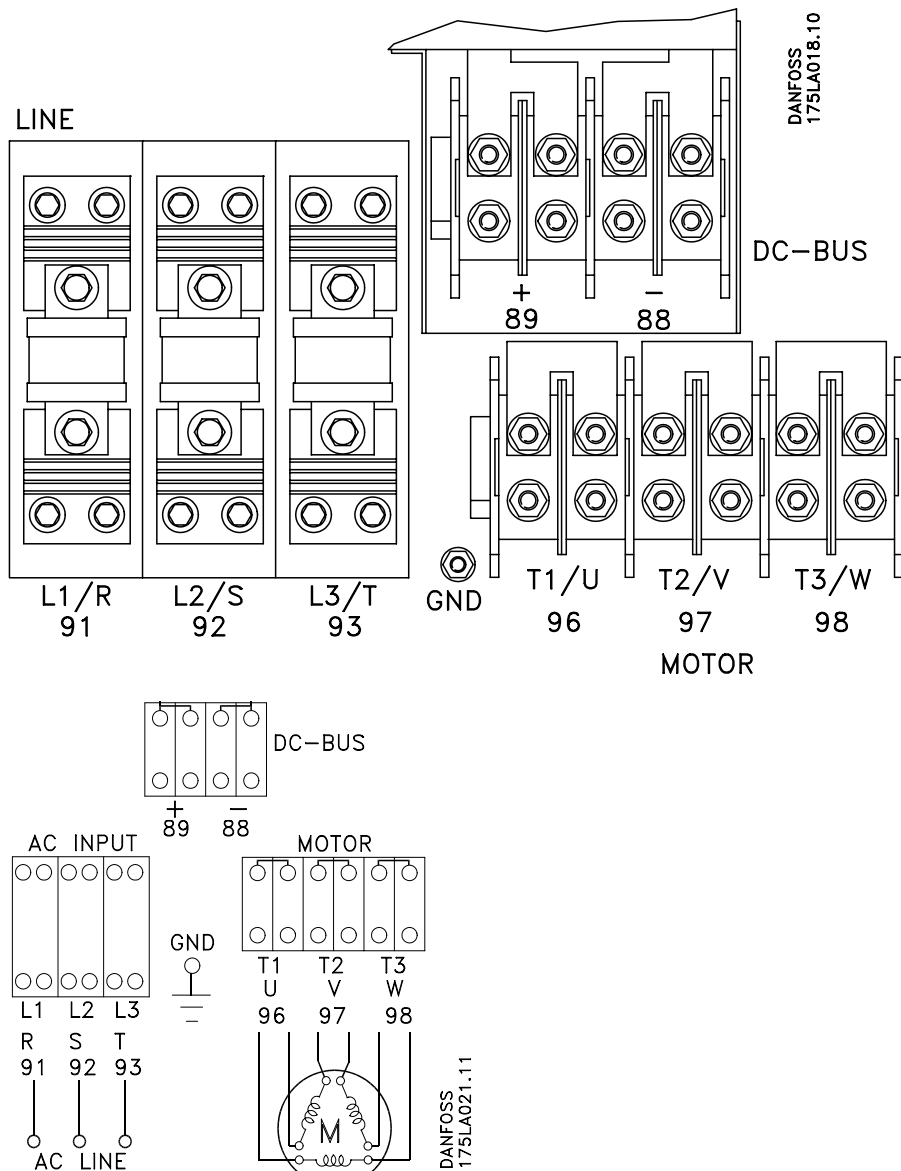 DANFOSS
175LA018.10
LINE
DC-BUS
+ -
89 88
L1/R L2/S L3/T
91 92 93
GND
T1/U T2/V T3/W
96 97 98
MOTOR
DC-BUS
+ -
89 88
AC INPUT
MOTOR
GND
L1 L2 L3
R S T
91 92 93
AC LINE
T1 T2 T3
U V W
96 97 98
M
DANFOSS
175LA021.11